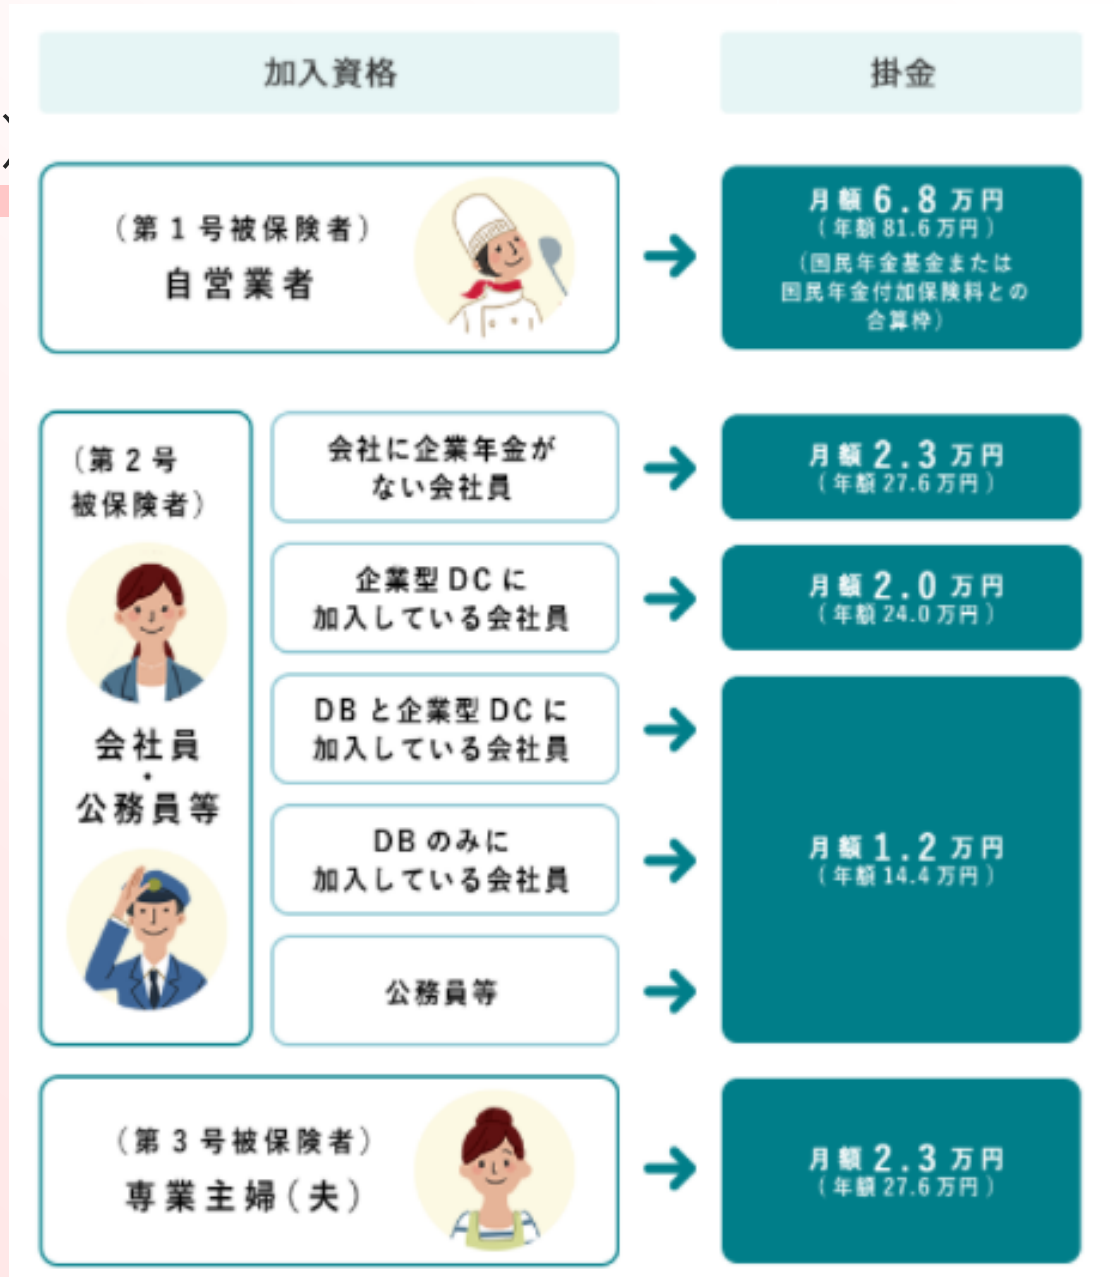 加入資格
掛金
(第1号被保険者)
自営業者
月額6.8万円
(年額81.6万円)
(国民年金基金または
国民年金付加保険料との
合算枠)
(第2号
被保険者)
会社員
・
公務員等
会社に企業年金が
ない会社員
月額2.3万円
(年額27.6万円)
企業型DCに
加入している会社員
月額2.0万円
(年額24.0万円)
DBと企業型DCに
加入している会社員
DBのみに
加入している会社員
公務員等
月額1.2万円
(年額14.4万円)
(第3号被保険者)
専業主婦(夫)
月額2.3万円
(年額27.6万円)